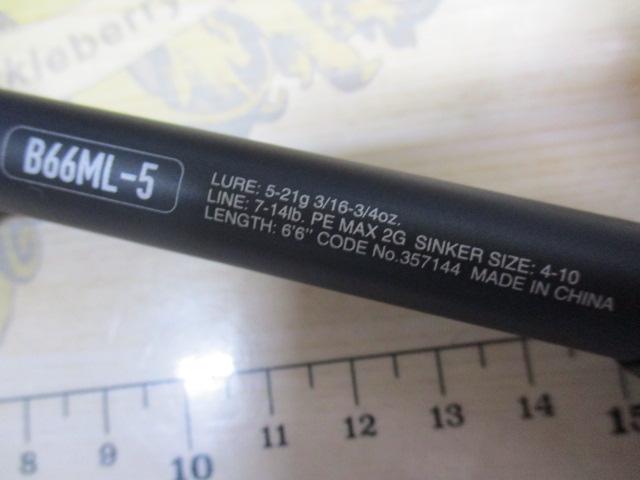 kleberry
B66ML-5
LURE: 5-21g 3/16-3/4oz.
LINE: 7-14lb. PE MAX 2G SINKER SIZE: 4-10
LENGTH: 6'6" CODE No.357144 MADE IN CHINA
8 9 10 11 12 13 14 15